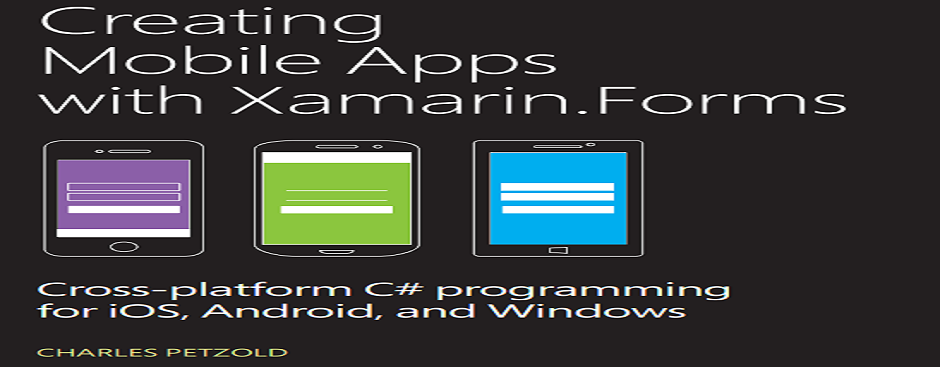 Creating
Mobile Apps
with Xamarin.Forms
Cross-platform C# programming
for iOS, Android, and Windows
CHARLES PETZOLD